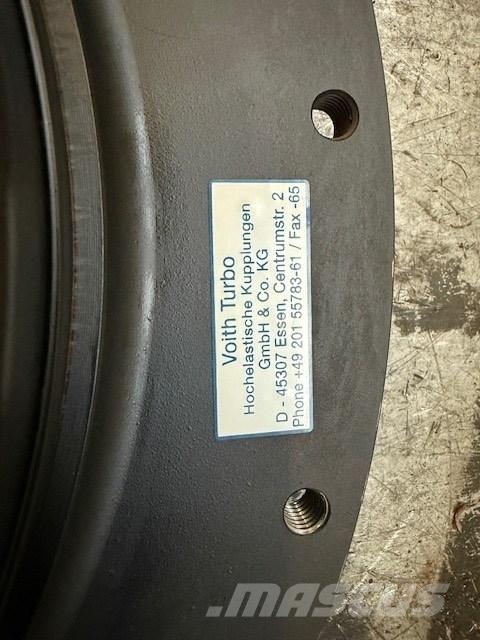 Voith Turbo
Hochelastische Kupplungen
GmbH & Co. KG
D - 45307 Essen, Centrumstr. 2
Phone +49 201 55783-61 / Fax -65
MASCUS